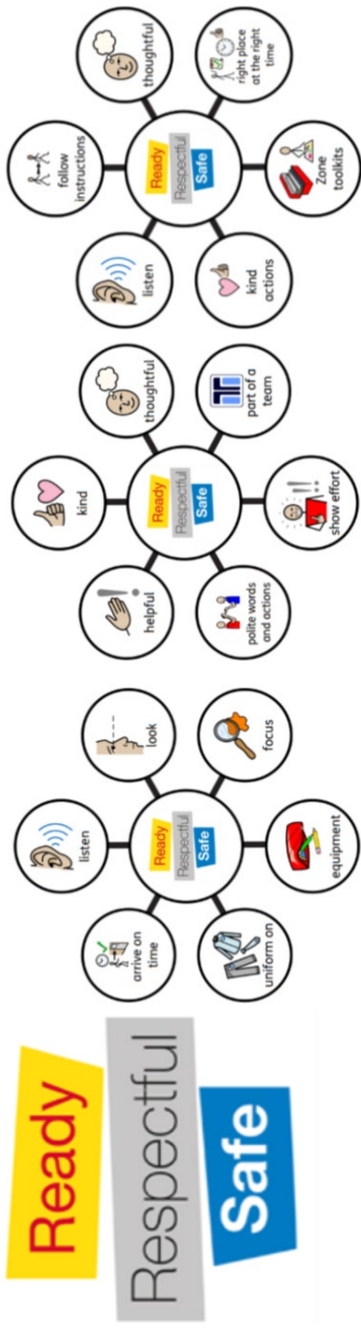 Ready
Respectful
Safe
listen
arrive on
time
look
Ready
Respectful
Safe
uniform on
focus
equipment
kind
helpful
thoughtful
Ready
Respectful
Safe
polite words
and actions
part of a
team
show effort
follow
instructions
listen
thoughtful
Ready
Respectful
Safe
kind
actions
right place
at the right
time
Zone
toolkits